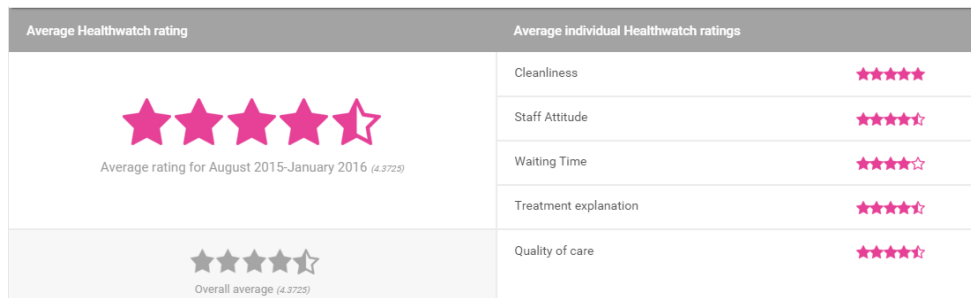 Average Healthwatch rating
Average rating for August 2015-January 2016 (4.3725)
Overall average (4.3725)
Average individual Healthwatch ratings
Cleanliness
Staff Attitude
Waiting Time
Treatment explanation
Quality of care